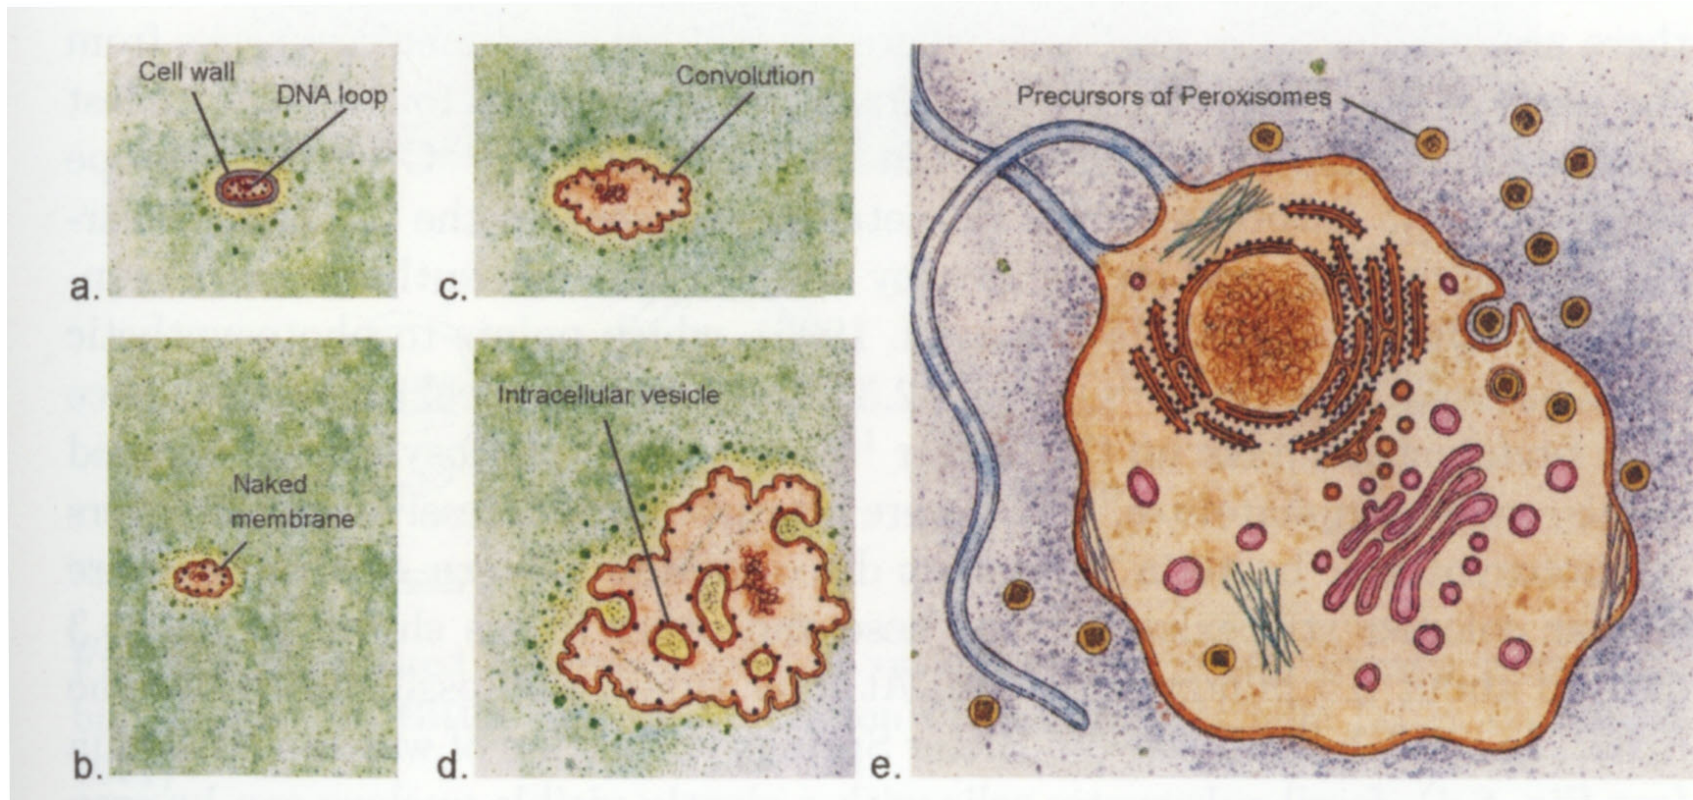 Cell wall
DNA loop
a.
Naked
membrane
b.
Convolution
c.
Intracellular vesicle
d.
Precursors of Peroxisomes
e.